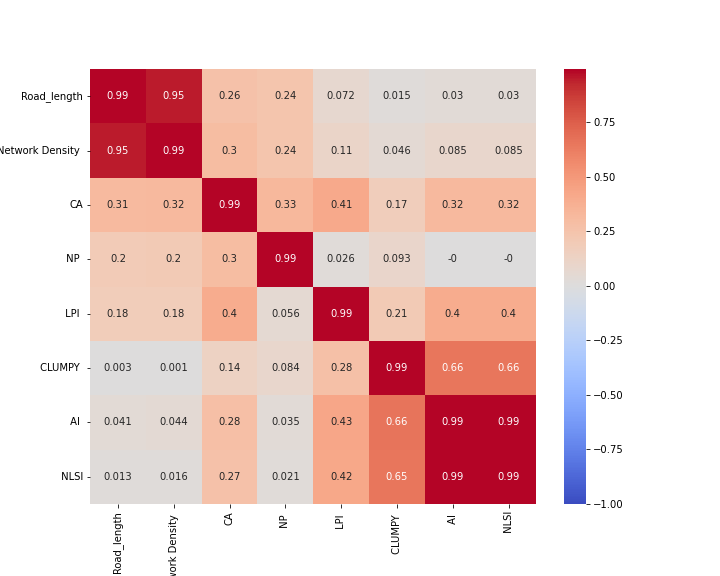 Road_length 0.99 0.95 0.26 0.24 0.072 0.015 0.03 0.03
Network Density 0.95 0.99 0.3 0.24 0.11 0.046 0.085 0.085
CA 0.31 0.32 0.99 0.33 0.41 0.17 0.32 0.32
NP 0.2 0.2 0.3 0.99 0.026 0.093 -0 -0
LPI 0.18 0.18 0.4 0.056 0.99 0.21 0.4 0.4
CLUMPY 0.003 0.001 0.14 0.084 0.28 0.99 0.66 0.66
AI 0.041 0.044 0.28 0.035 0.43 0.66 0.99 0.99
NLSI 0.013 0.016 0.27 0.021 0.42 0.65 0.99 0.99
Road_length
work Density
CA
NP
LPI
CLUMPY
AI
NLSI
0.75
0.50
0.25
0.00
−0.25
−0.50
−0.75
−1.00